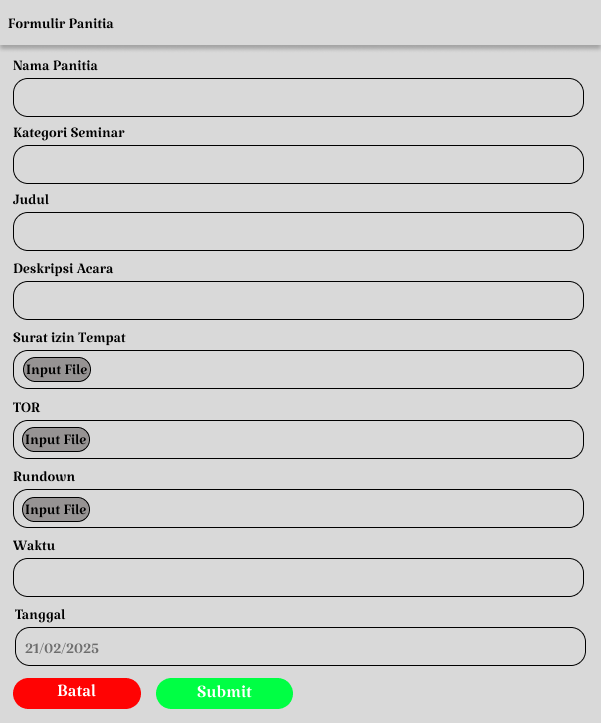 Formulir Panitia
Nama Panitia
Kategori Seminar
Judul
Deskripsi Acara
Surat izin Tempat
Input File
TOR
Input File
Rundown
Input File
Waktu
Tanggal
21/02/2025
Batal Submit